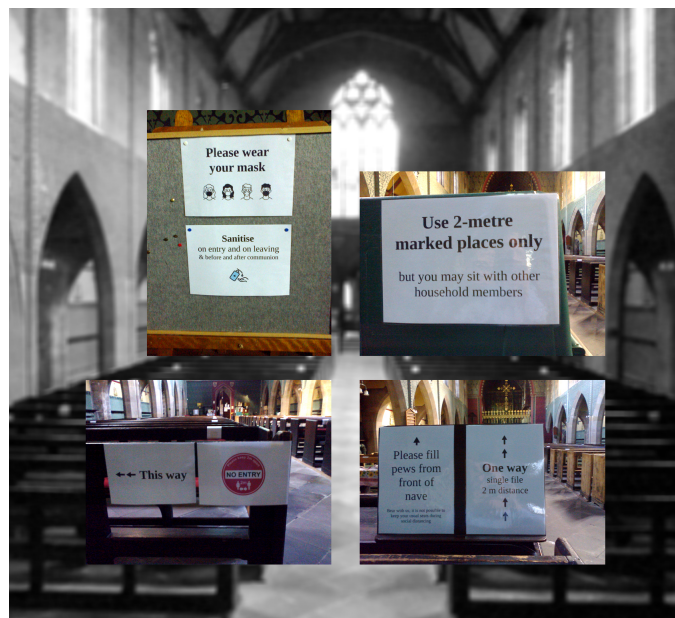 Please wear
your mask
Sanitise
on entry and on leaving
& before and after communion
Use 2-metre
marked places only
but you may sit with other
household members
This way
NO ENTRY
Please fill
pews from
front of
nave
One way
single file
2 m distance